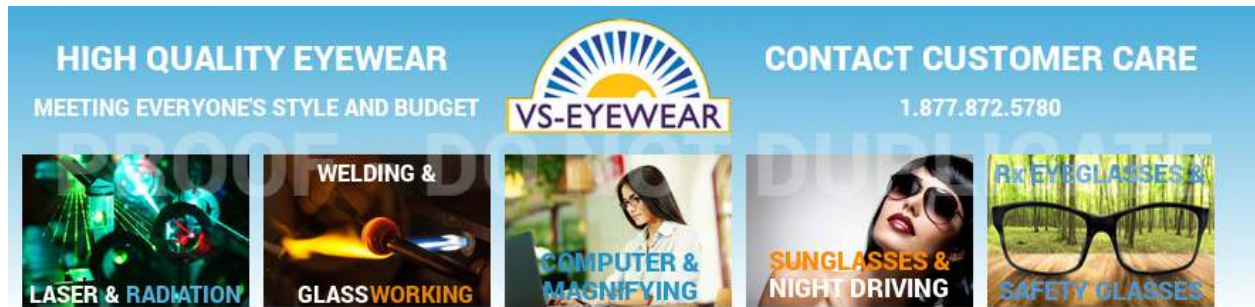 HIGH QUALITY EYEWEAR
MEETING EVERYONE'S STYLE AND BUDGET
VS-EYEWEAR
CONTACT CUSTOMER CARE
1.877.872.5780
PROOF - DO NOT DUPLICATE
LASER & RADIATION
WELDING &
GLASSWORKING
COMPUTER &
MAGNIFYING
SUNGLASSES &
NIGHT DRIVING
Rx EYEGLASSES &
SAFETY GLASSES